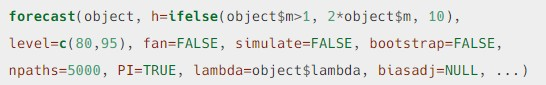 forecast(object, h=ifelse(object$m>1, 2*object$m, 10),
level=c(80,95), fan=FALSE, simulate=FALSE, bootstrap=FALSE,
npaths=5000, PI=TRUE, lambda=object$lambda, biasadj=NULL, ...)